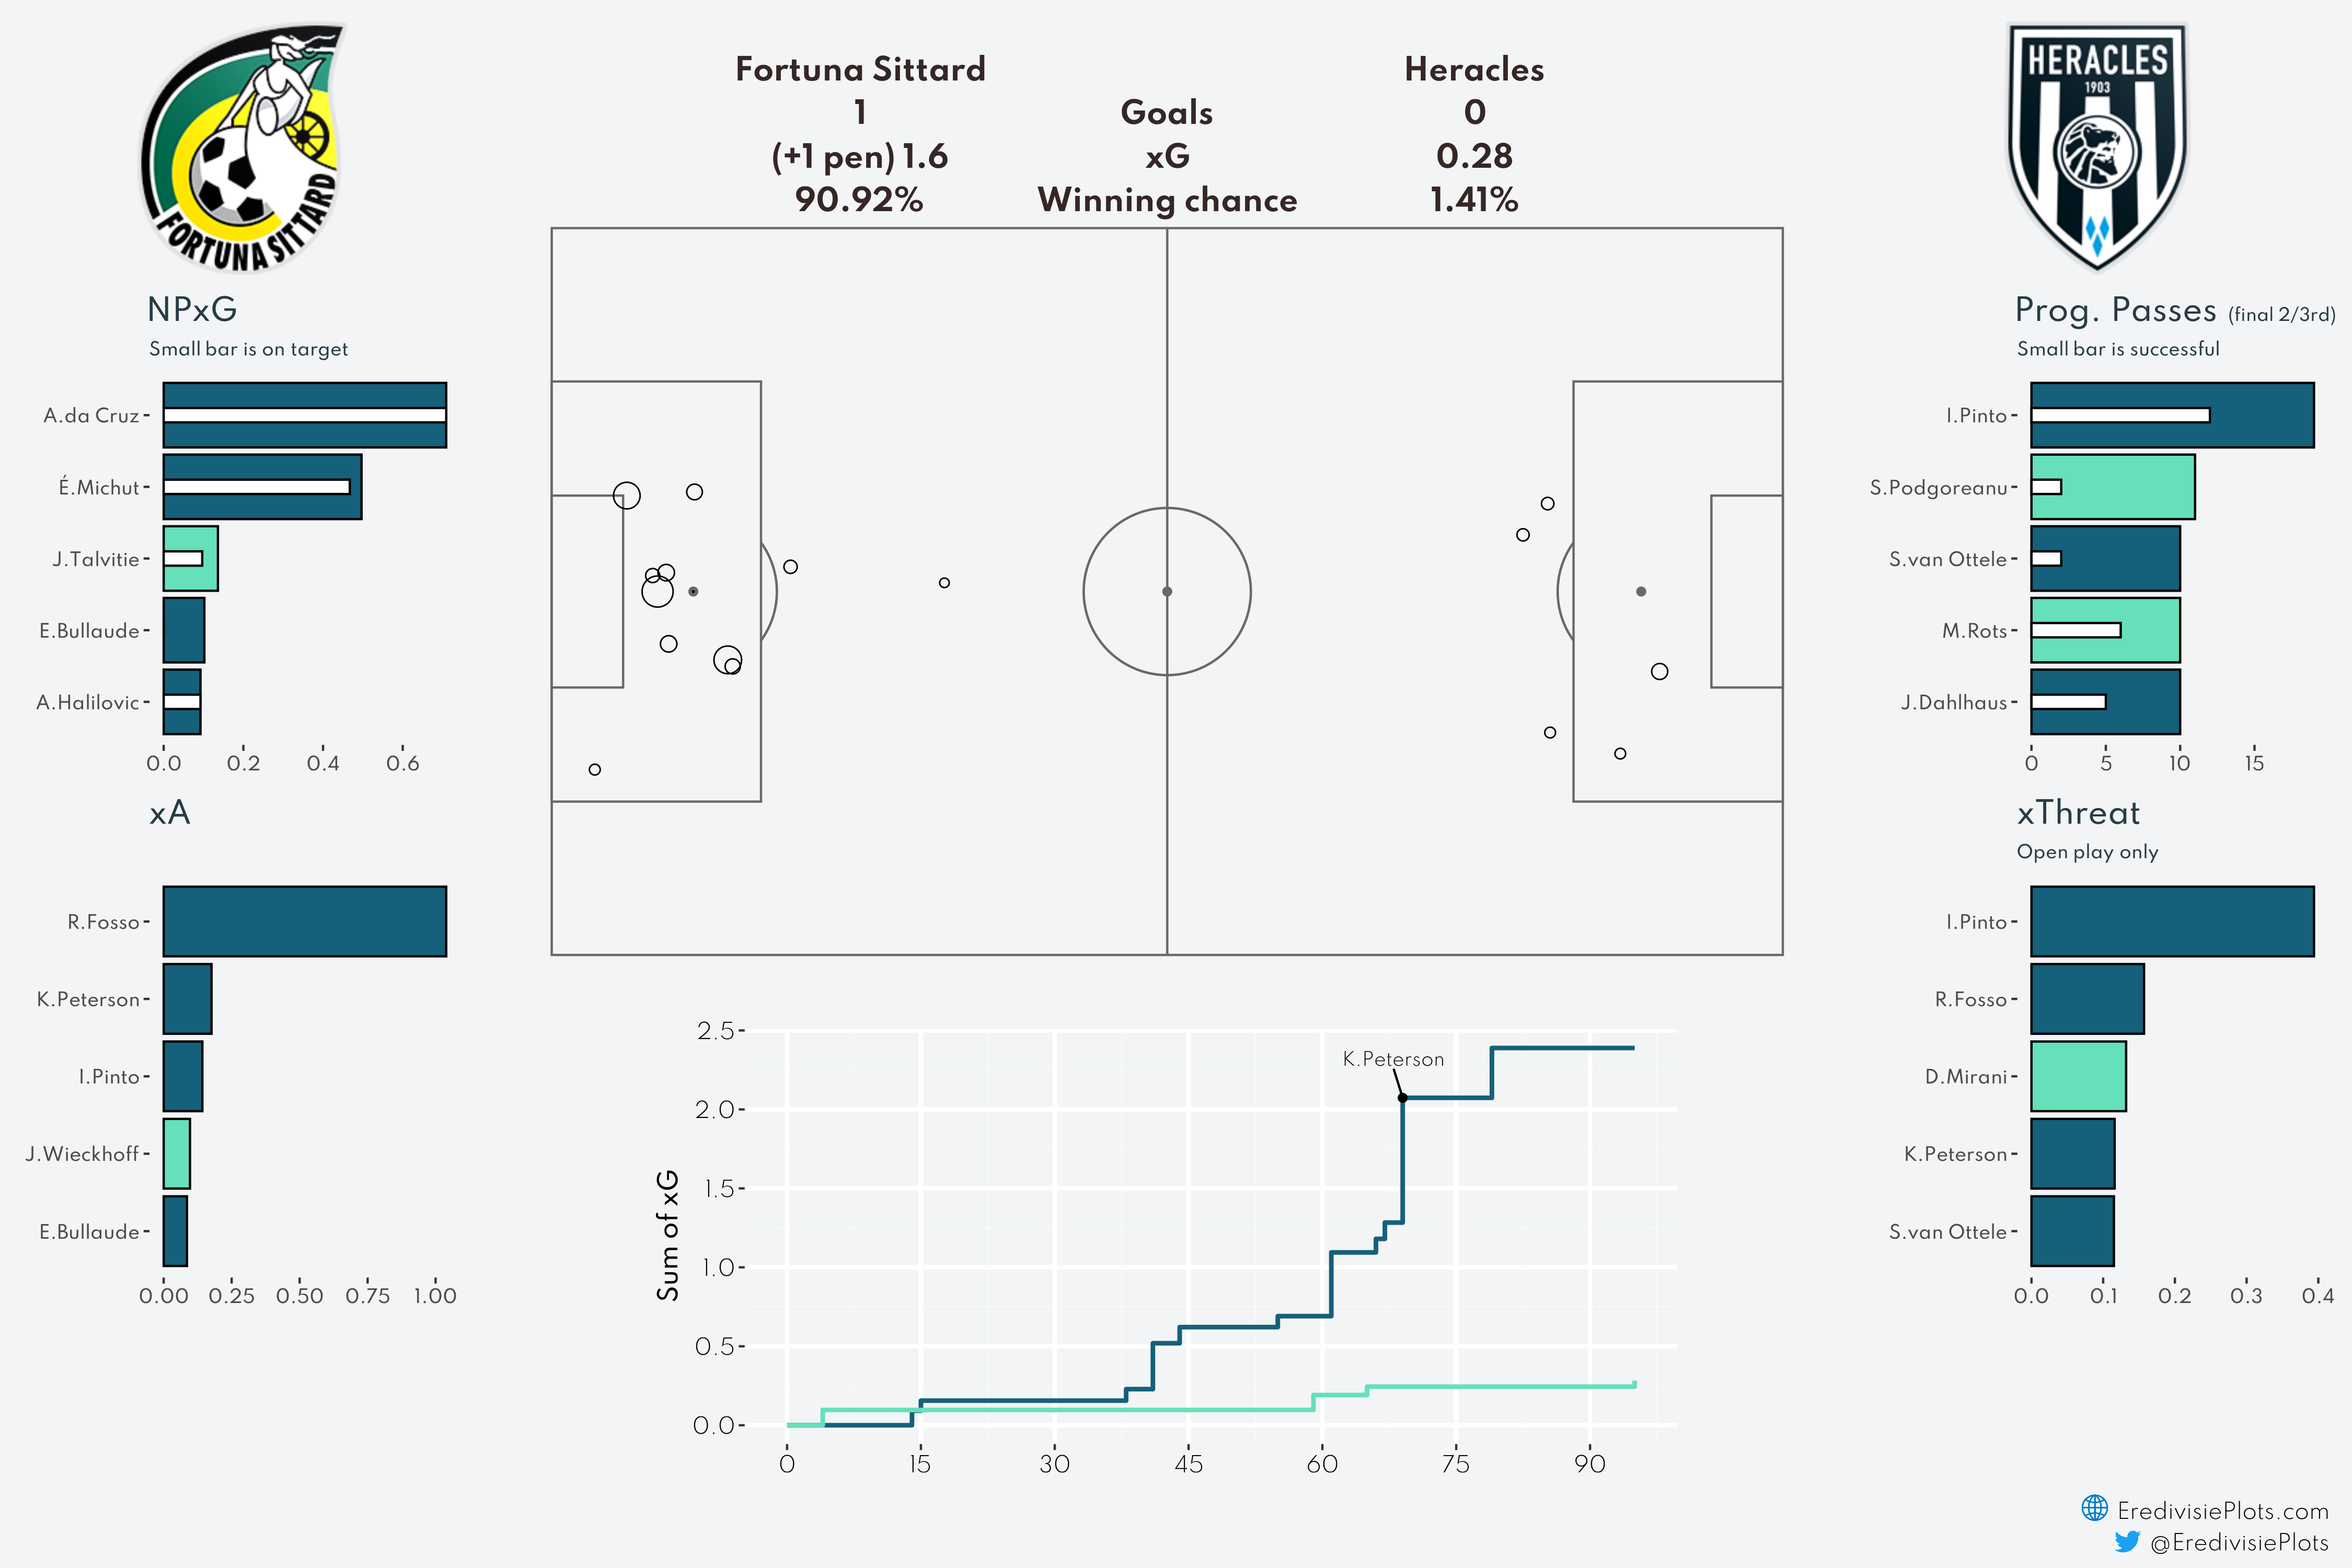 FORTUNA SITTARD
HERACLES
1903
Fortuna Sittard
Heracles
1 Goals 0
(+1 pen) 1.6 xG 0.28
90.92% Winning chance 1.41%
NPxG
Small bar is on target
A.da Cruz
É.Michut
J.Talvitie
E.Bullaude
A.Halilovic
0.0 0.2 0.4 0.6
xA
R.Fosso
K.Peterson
I.Pinto
J.Wieckhoff
E.Bullaude
0.00 0.25 0.50 0.75 1.00
K.Peterson
Sum of xG
2.5
2.0
1.5
1.0
0.5
0.0
0 15 30 45 60 75 90
Prog. Passes (final 2/3rd)
Small bar is successful
I.Pinto
S.Podgoreanu
S.van Ottele
M.Rots
J.Dahlhaus
0 5 10 15
xThreat
Open play only
I.Pinto
R.Fosso
D.Mirani
K.Peterson
S.van Ottele
0.0 0.1 0.2 0.3 0.4
EredivisiePlots.com
@EredivisiePlots